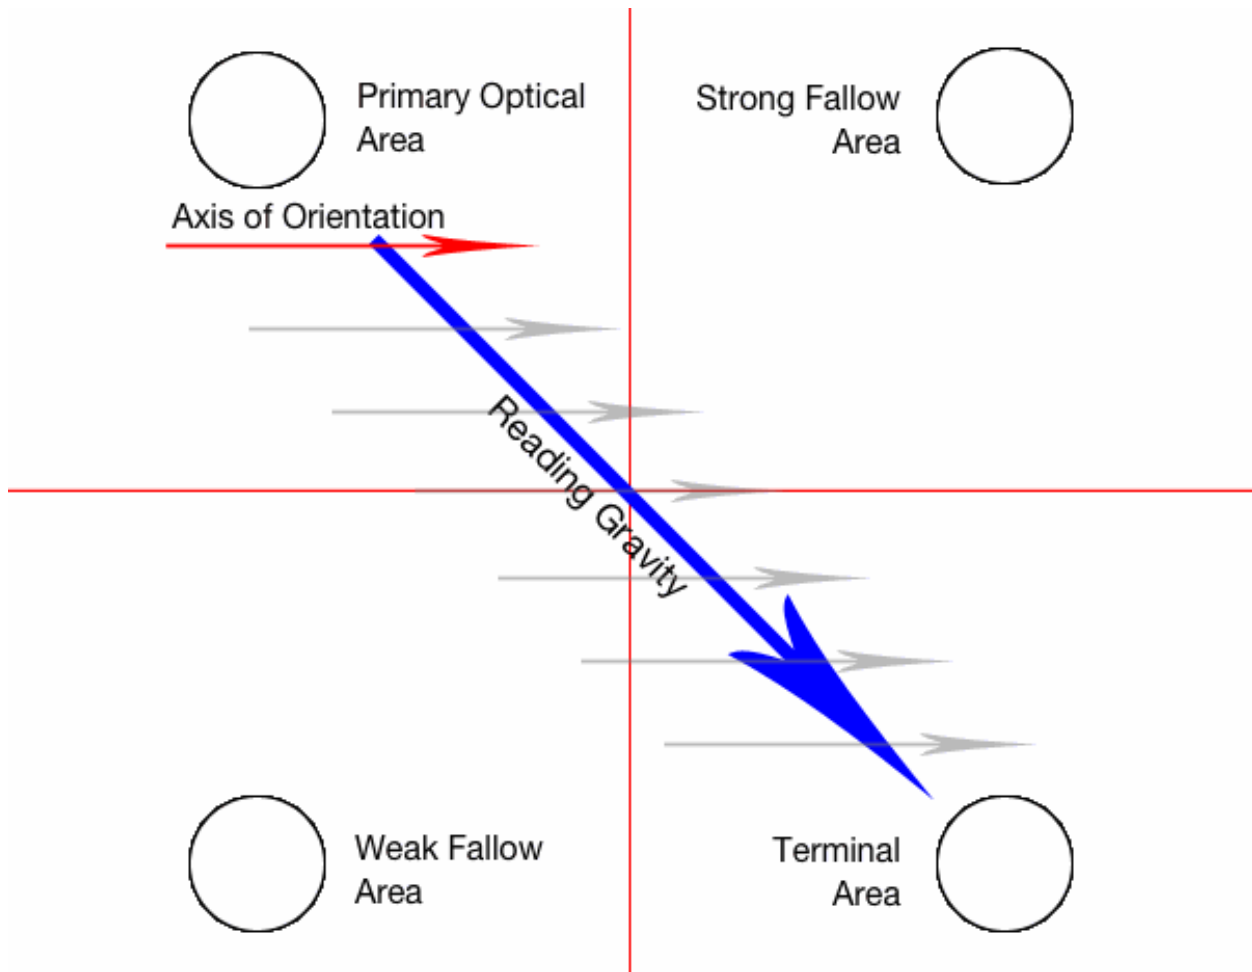 Primary Optical
Area
Strong Fallow
Area
Axis of Orientation
Reading Gravity
Weak Fallow
Area
Terminal
Area